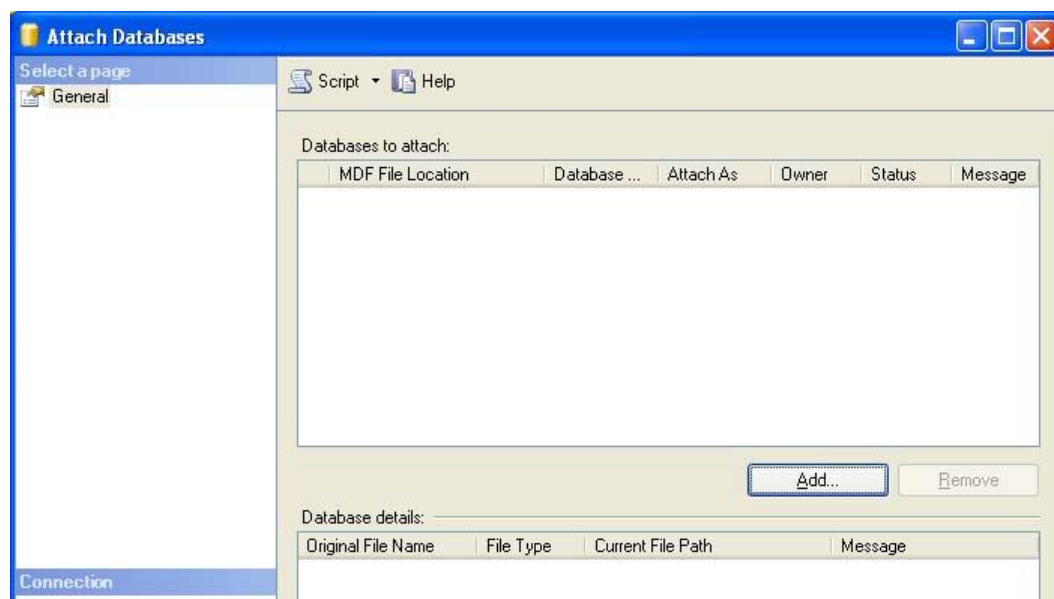 Attach Databases
Select a page
General
Script Help
Databases to attach:
MDF File Location Database ... Attach As Owner Status Message
Add... Remove
Database details:
Original File Name File Type Current File Path Message
Connection